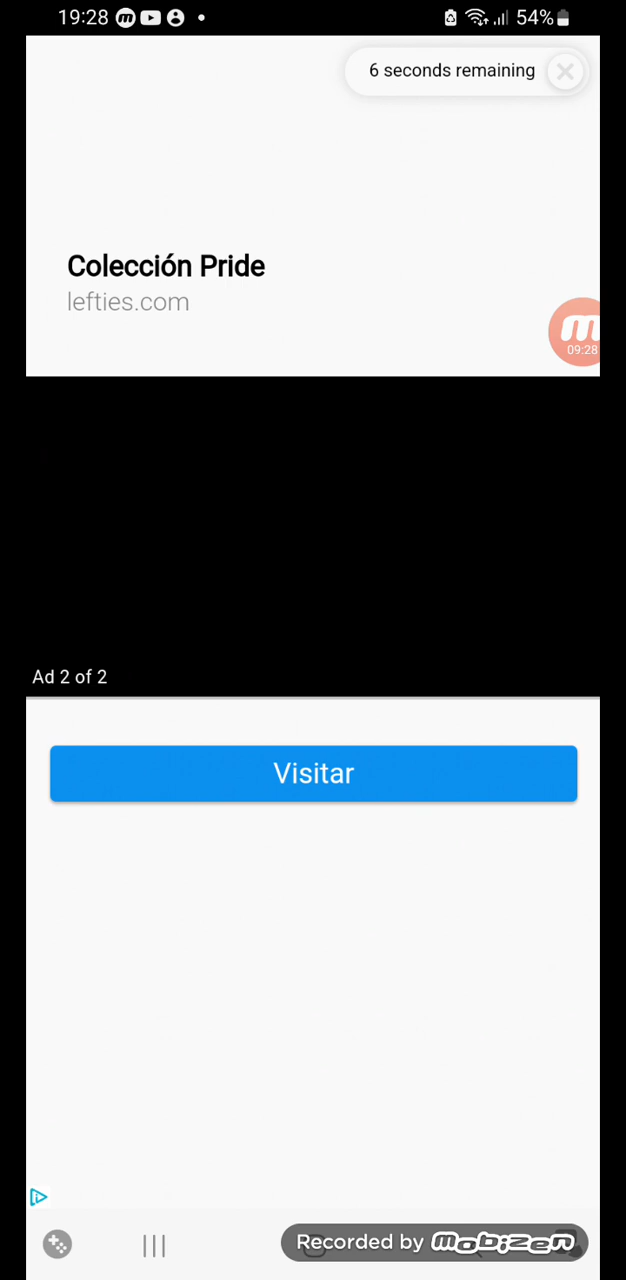 19:28
54%
6 seconds remaining
Colección Pride
lefties.com
m
09:28
Ad 2 of 2
Visitar
Recorded by mobizen